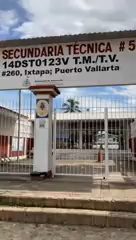 SECUNDARIA TÉCNICA # 5
14DST0123V T.M./T.V.
#260, Ixtapa; Puerto Vallarta